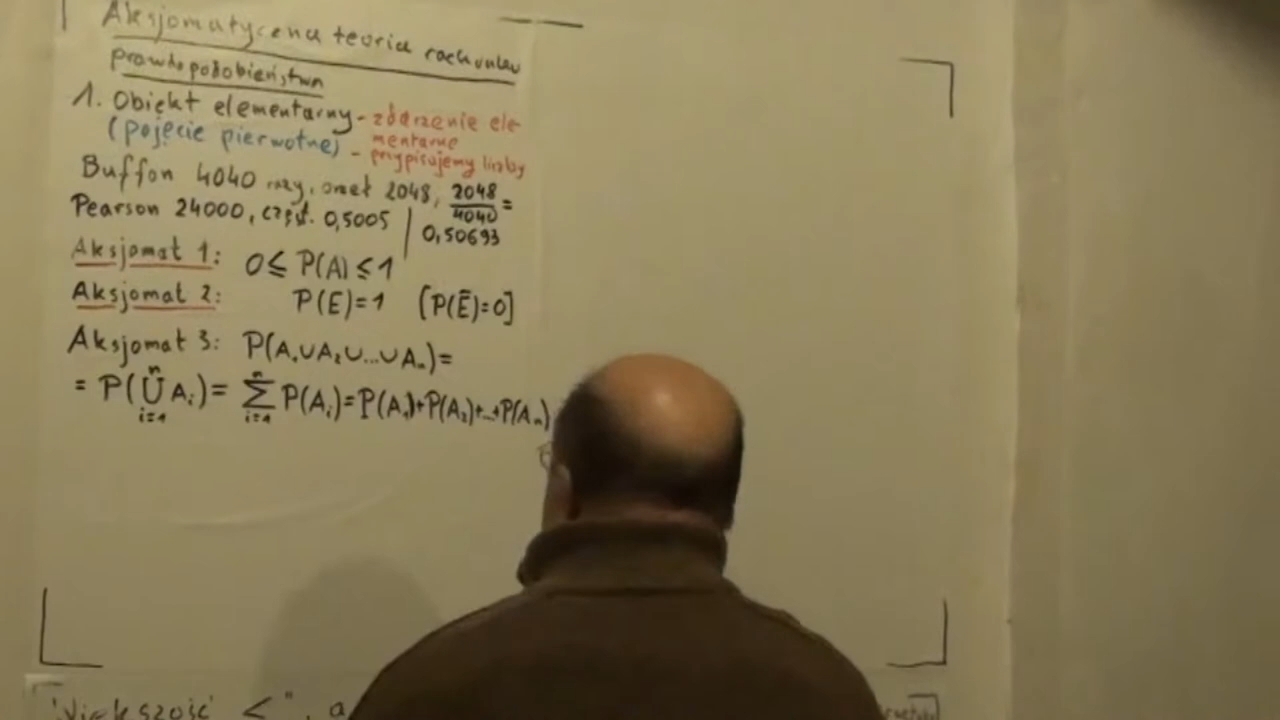 Aksjomatyczna teoria rachunku
prawdopodobieństwa
1. Obiekt elementarny - zdarzenie ele-
mentarne
(pojęcie pierwotne) - przypisujemy liczby
Buffon 4040 razy, orzeł 2048, 2048/4040 =
Pearson 24000, częst. 0,5005 | 0,50693
Aksjomat 1: 0 ≤ P(A) ≤ 1
Aksjomat 2: P(E)=1 [P(Ē)=0]
Aksjomat 3: P(A₁∪A₂∪...∪Aₙ)=
= P(⋃ᵢ₌₁ⁿ Aᵢ) = ∑ᵢ₌₁ⁿ P(Aᵢ)=P(A₁)+P(A₂)+...+P(Aₙ)
"Większość <", a